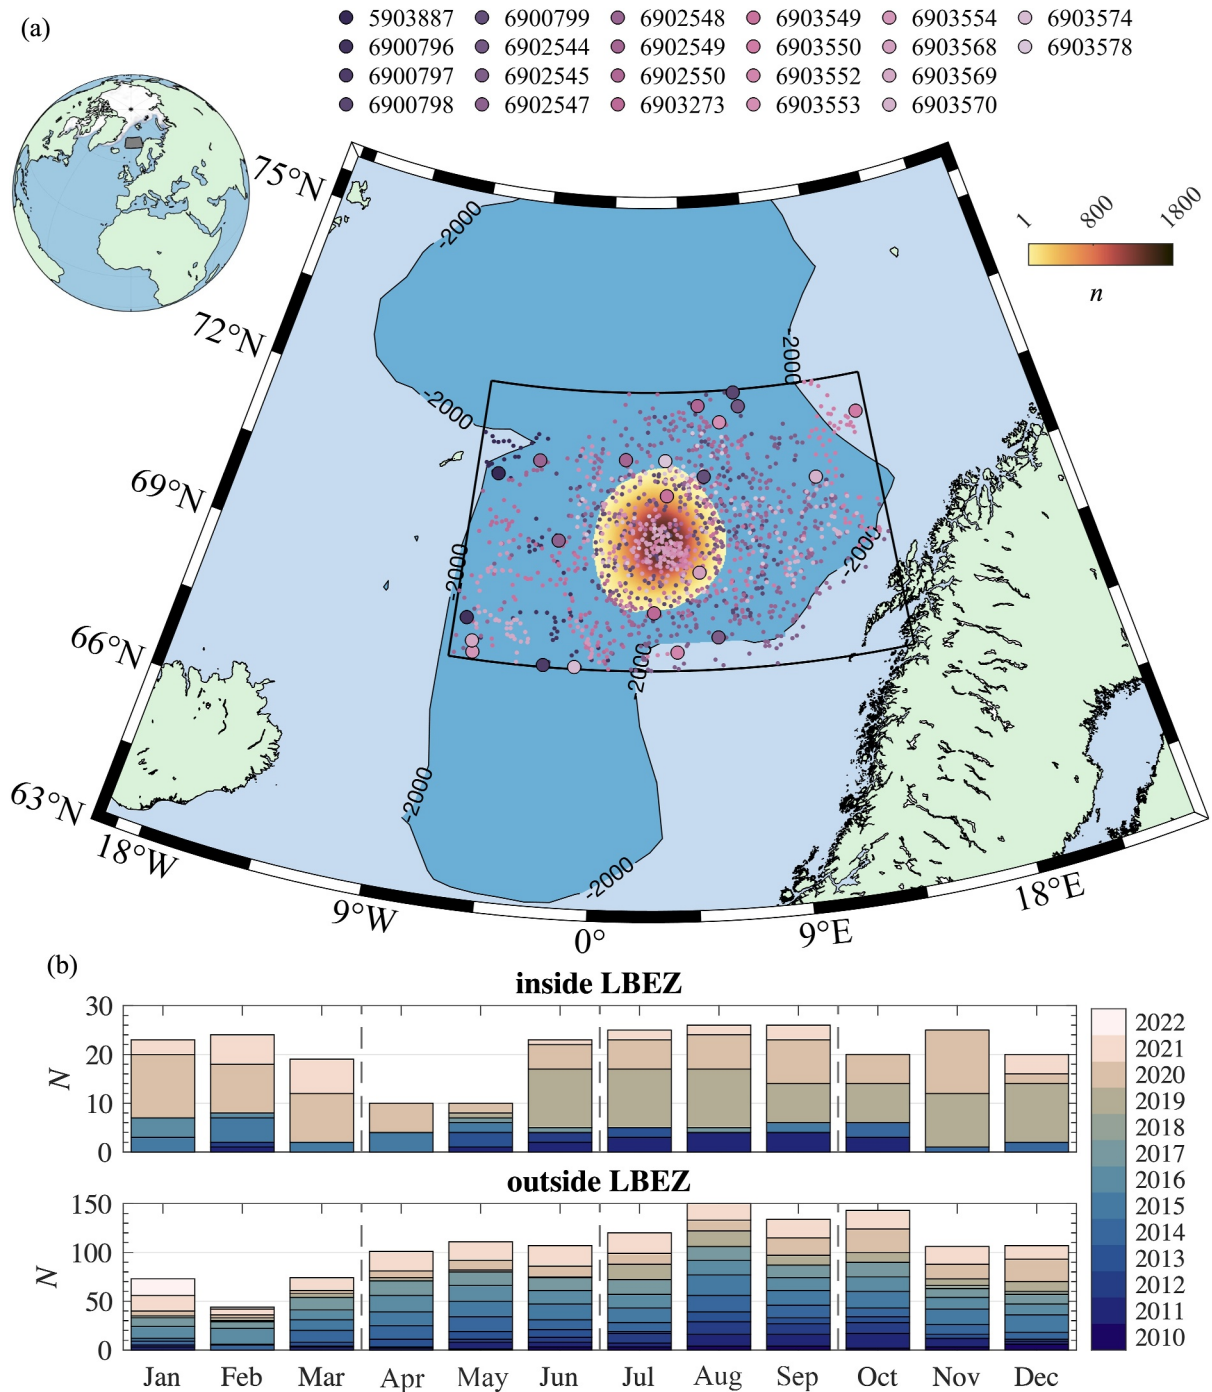 (a)
5903887 6900799 6902548 6903549 6903554 6903574
6900796 6902544 6902549 6903550 6903568 6903578
6900797 6902545 6902550 6903552 6903569
6900798 6902547 6903273 6903553 6903570
75°N
72°N
69°N
66°N
63°N
18°W
9°W
0°
9°E
18°E
1 800 1800
n
-2000
-2000
-2000
-2000
-2000
-2000
-2000
-2000
(b)
inside LBEZ
30
20
10
0
N
outside LBEZ
150
100
50
0
N
Jan Feb Mar Apr May Jun Jul Aug Sep Oct Nov Dec
2022
2021
2020
2019
2018
2017
2016
2015
2014
2013
2012
2011
2010